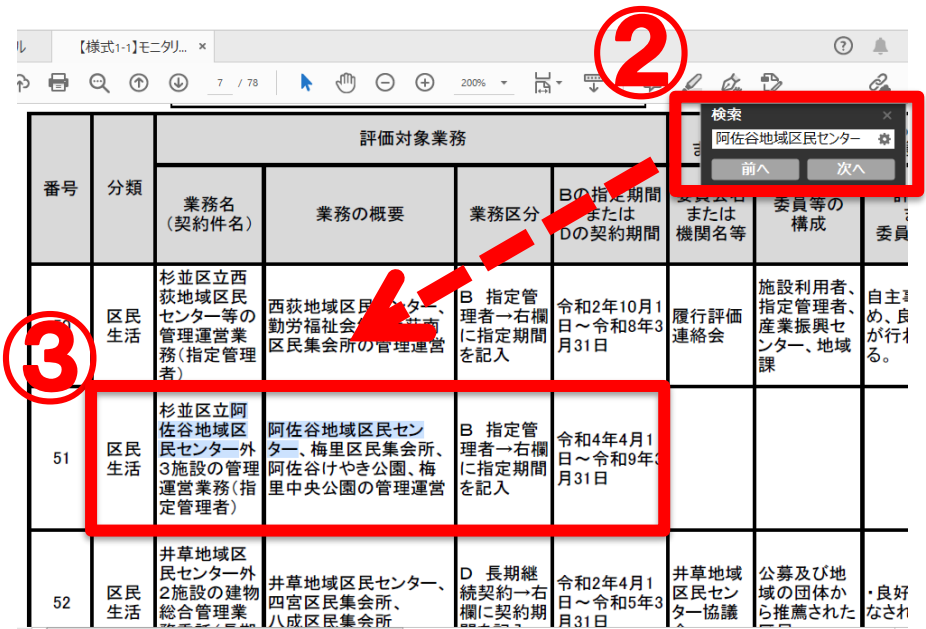 ル
【様式1-1】モニタリ... ×
7 / 78
200%
②
検索
阿佐谷地域区民センター
前へ
次へ
番号
分類
評価対象業務
業務名
(契約件名)
業務の概要
業務区分
Bの指定期間
または
Dの契約期間
または
機関名等
委員等の
構成
委員
区民
生活
杉並区立西
荻地域区民
センター等の
管理運営業
務(指定管理
者)
西荻地域区民センター、
区民集会所の管理運営
B 指定管
理者→右欄
に指定期間
を記入
令和2年10月1
日~令和8年3
月31日
履行評価
連絡会
施設利用者、
指定管理者、
産業振興セ
ンター、地域
課
め、良
が行わ
る。
③
51
区民
生活
杉並区立阿
佐谷地域区
民センター外
3施設の管理
運営業務(指
定管理者)
阿佐谷地域区民セン
ター、梅里区民集会所、
阿佐谷けやき公園、梅
里中央公園の管理運営
B 指定管
理者→右欄
に指定期間
を記入
令和4年4月1
日~令和9年3
月31日
52
区民
生活
井草地域区
民センター外
2施設の建物
総合管理業
井草地域区民センター、
四宮区民集会所、
八成区民集会所
D 長期継
続契約→右
欄に契約期
令和2年4月1
日~令和5年3
月31日
井草地域
区民セン
ター協議
公募及び地
域の団体か
ら推薦された
・良好
なされ